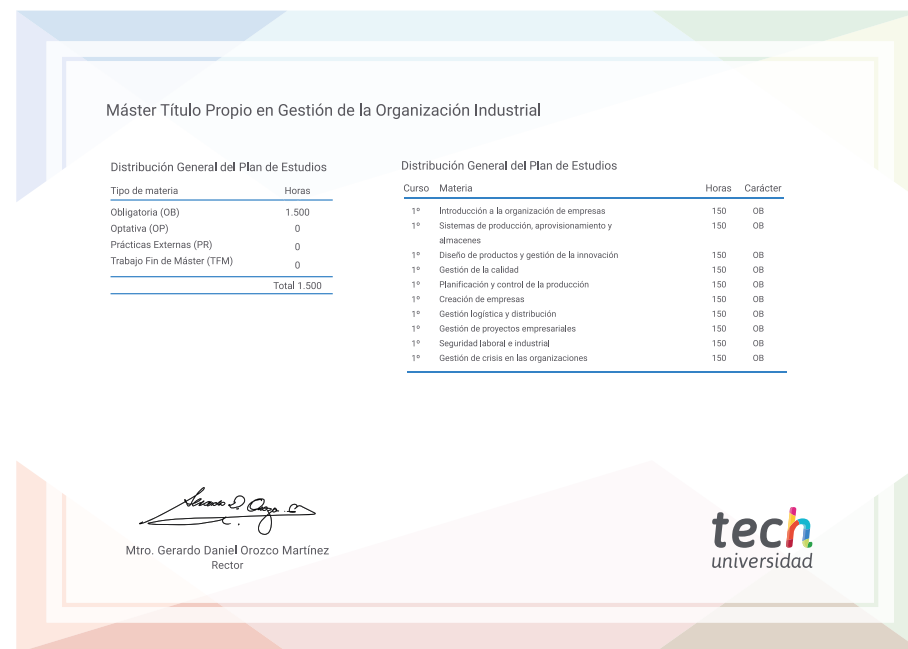 Máster Título Propio en Gestión de la Organización Industrial
Distribución General del Plan de Estudios
Tipo de materia Horas
Obligatoria (OB) 1.500
Optativa (OP) 0
Prácticas Externas (PR) 0
Trabajo Fin de Máster (TFM) 0
Total 1.500
Distribución General del Plan de Estudios
Curso Materia Horas Carácter
1º Introducción a la organización de empresas 150 OB
1º Sistemas de producción, aprovisionamiento y 150 OB
almacenes
1º Diseño de productos y gestión de la innovación 150 OB
1º Gestión de la calidad 150 OB
1º Planificación y control de la producción 150 OB
1º Creación de empresas 150 OB
1º Gestión logística y distribución 150 OB
1º Gestión de proyectos empresariales 150 OB
1º Seguridad laboral e industrial 150 OB
1º Gestión de crisis en las organizaciones 150 OB
Mtro. Gerardo Daniel Orozco Martínez
Rector
tech
universidad